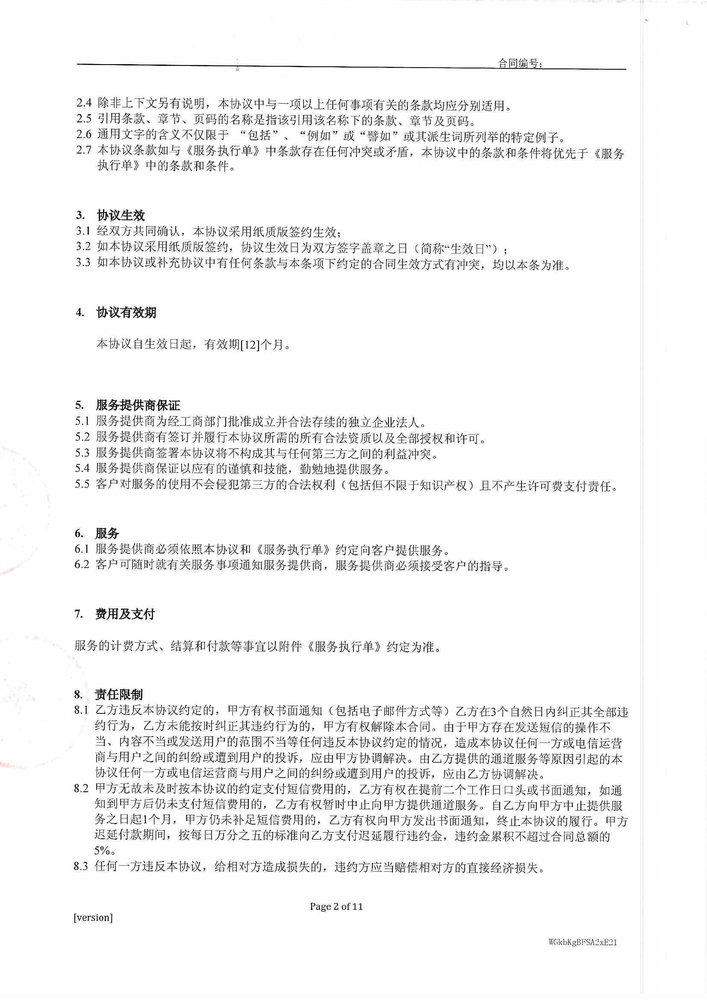 合同编号:
2.4 除非上下文另有说明，本协议中与一项以上任何事项有关的条款均应分别适用。
2.5 引用条款、章节、页码的名称是指该引用该名称下的条款、章节及页码。
2.6 通用文字的含义不仅限于 “包括”、 “例如”或“譬如”或其派生词所列举的特定例子。
2.7 本协议条款如与《服务执行单》中条款存在任何冲突或矛盾，本协议中的条款和条件将优先于《服务
执行单》中的条款和条件。
3. 协议生效
3.1 经双方共同确认，本协议采用纸质版签约生效;
3.2 如本协议采用纸质版签约，协议生效日为双方签字盖章之日（简称“生效日”）;
3.3 如本协议或补充协议中有任何条款与本条项下约定的合同生效方式有冲突，均以本条为准。
4. 协议有效期
本协议自生效日起，有效期[12]个月。
5. 服务提供商保证
5.1 服务提供商为经工商部门批准成立并合法存续的独立企业法人。
5.2 服务提供商有签订并履行本协议所需的所有合法资质以及全部授权和许可。
5.3 服务提供商签署本协议将不构成其与任何第三方之间的利益冲突。
5.4 服务提供商保证以应有的谨慎和技能，勤勉地提供服务。
5.5 客户对服务的使用不会侵犯第三方的合法权利（包括但不限于知识产权）且不产生许可费支付责任。
6. 服务
6.1 服务提供商必须依照本协议和《服务执行单》约定向客户提供服务。
6.2 客户可随时就有关服务事项通知服务提供商，服务提供商必须接受客户的指导。
7. 费用及支付
服务的计费方式、结算和付款等事宜以附件《服务执行单》约定为准。
8. 责任限制
8.1 乙方违反本协议约定的，甲方有权书面通知（包括电子邮件方式等）乙方在3个自然日内纠正其全部违
约行为，乙方未能按时纠正其违约行为的，甲方有权解除本合同。由于甲方存在发送短信的操作不
当、内容不当或发送用户的范围不当等任何违反本协议约定的情况，造成本协议任何一方或电信运营
商与用户之间的纠纷或遭到用户的投诉，应由甲方协调解决。由乙方提供的通道服务等原因引起的本
协议任何一方或电信运营商与用户之间的纠纷或遭到用户的投诉，应由乙方协调解决。
8.2 甲方无故未及时按本协议的约定支付短信费用的，乙方有权在提前二个工作日口头或书面通知，如通
知到甲方后仍未支付短信费用的，乙方有权暂时中止向甲方提供通道服务。自乙方向甲方中止提供服
务之日起1个月，甲方仍未补足短信费用的，乙方有权向甲方发出书面通知，终止本协议的履行。甲方
迟延付款期间，按每日万分之五的标准向乙方支付迟延履行违约金，违约金累积不超过合同总额的
5%。
8.3 任何一方违反本协议，给相对方造成损失的，违约方应当赔偿相对方的直接经济损失。
Page 2 of 11
[version]
WGkbKgBFSA2xE21